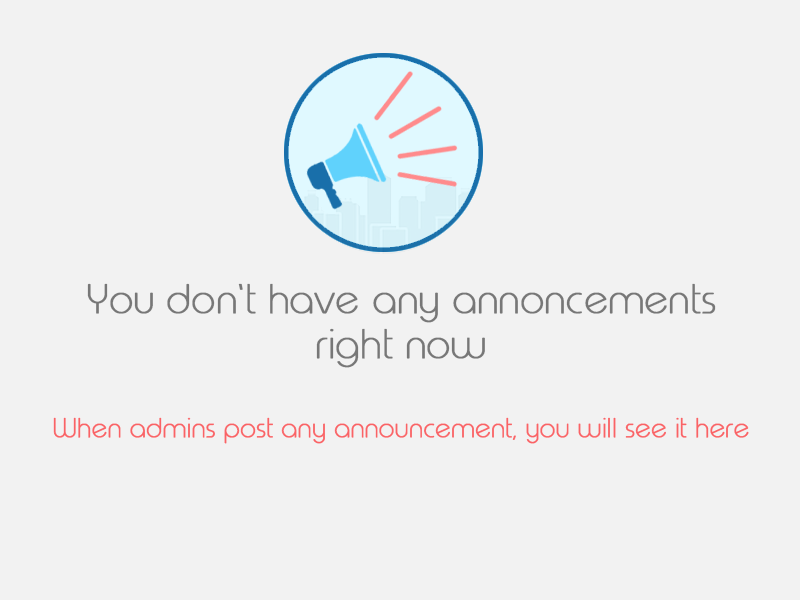 You don't have any annoncements
right now
When admins post any announcement, you will see it here